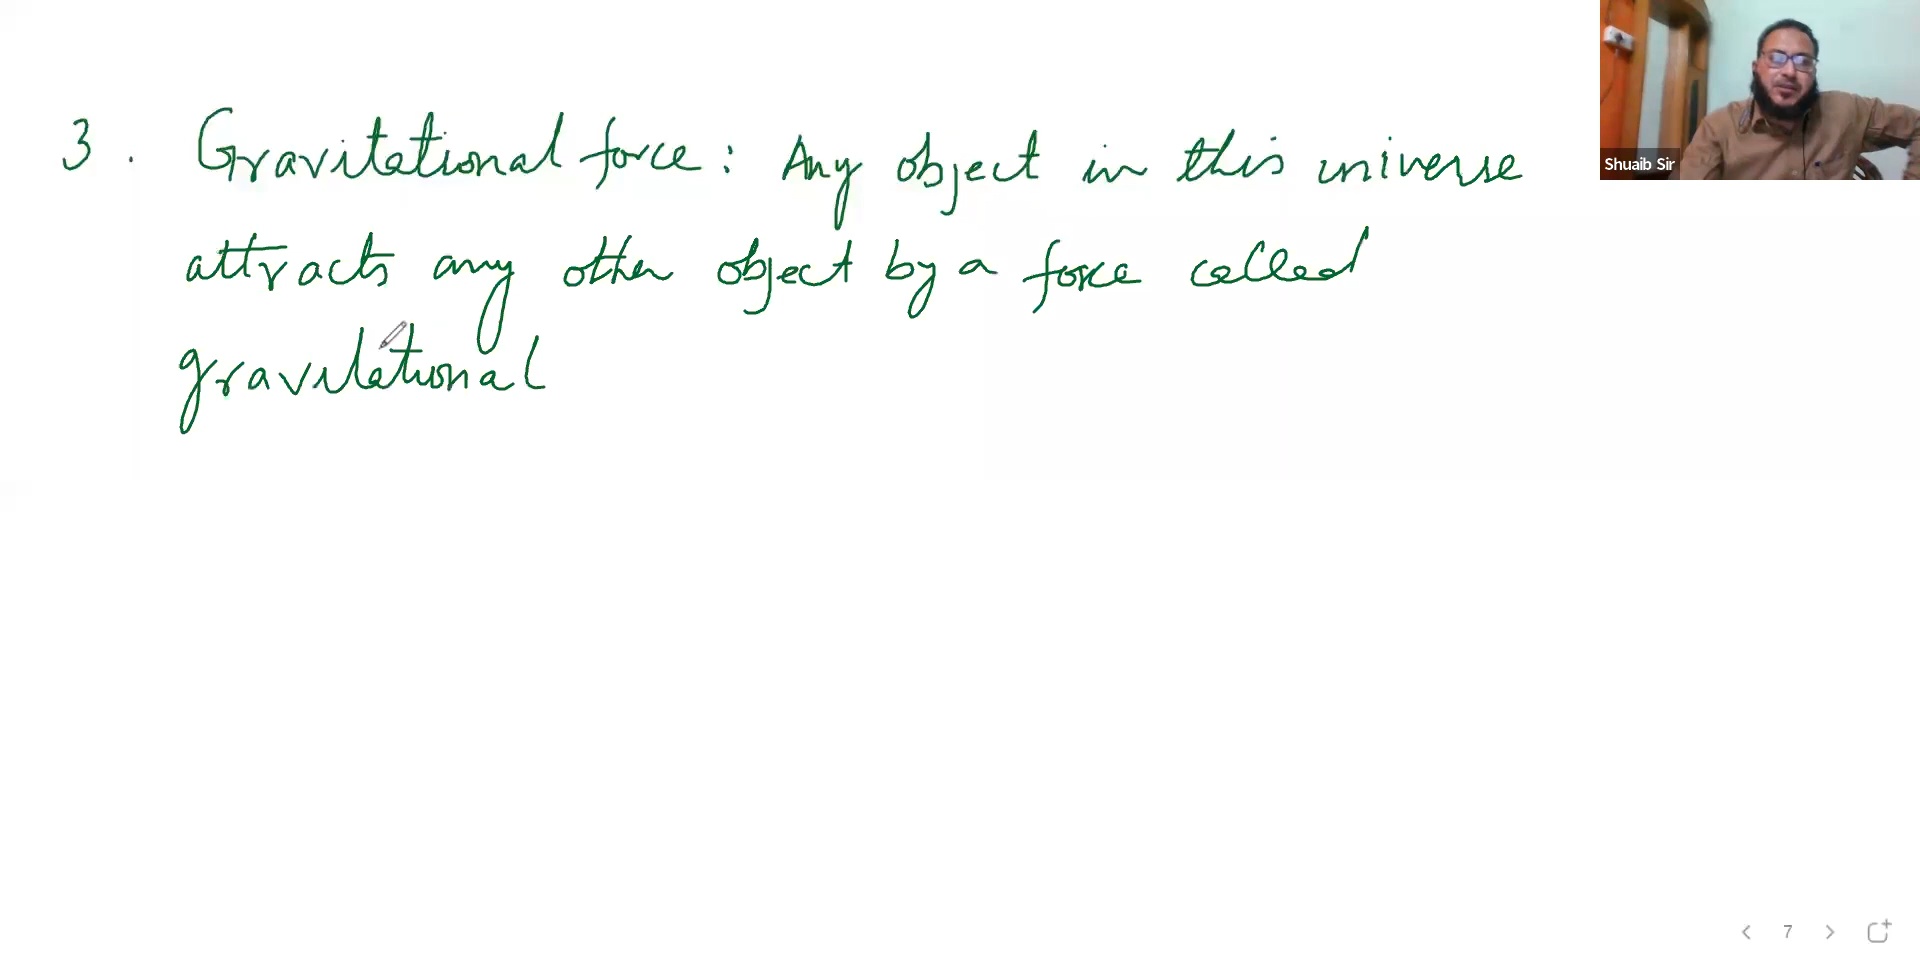 Shuaib Sir
3. Gravitational force: Any object in this universe
attracts any other object by a force called
gravitational
7